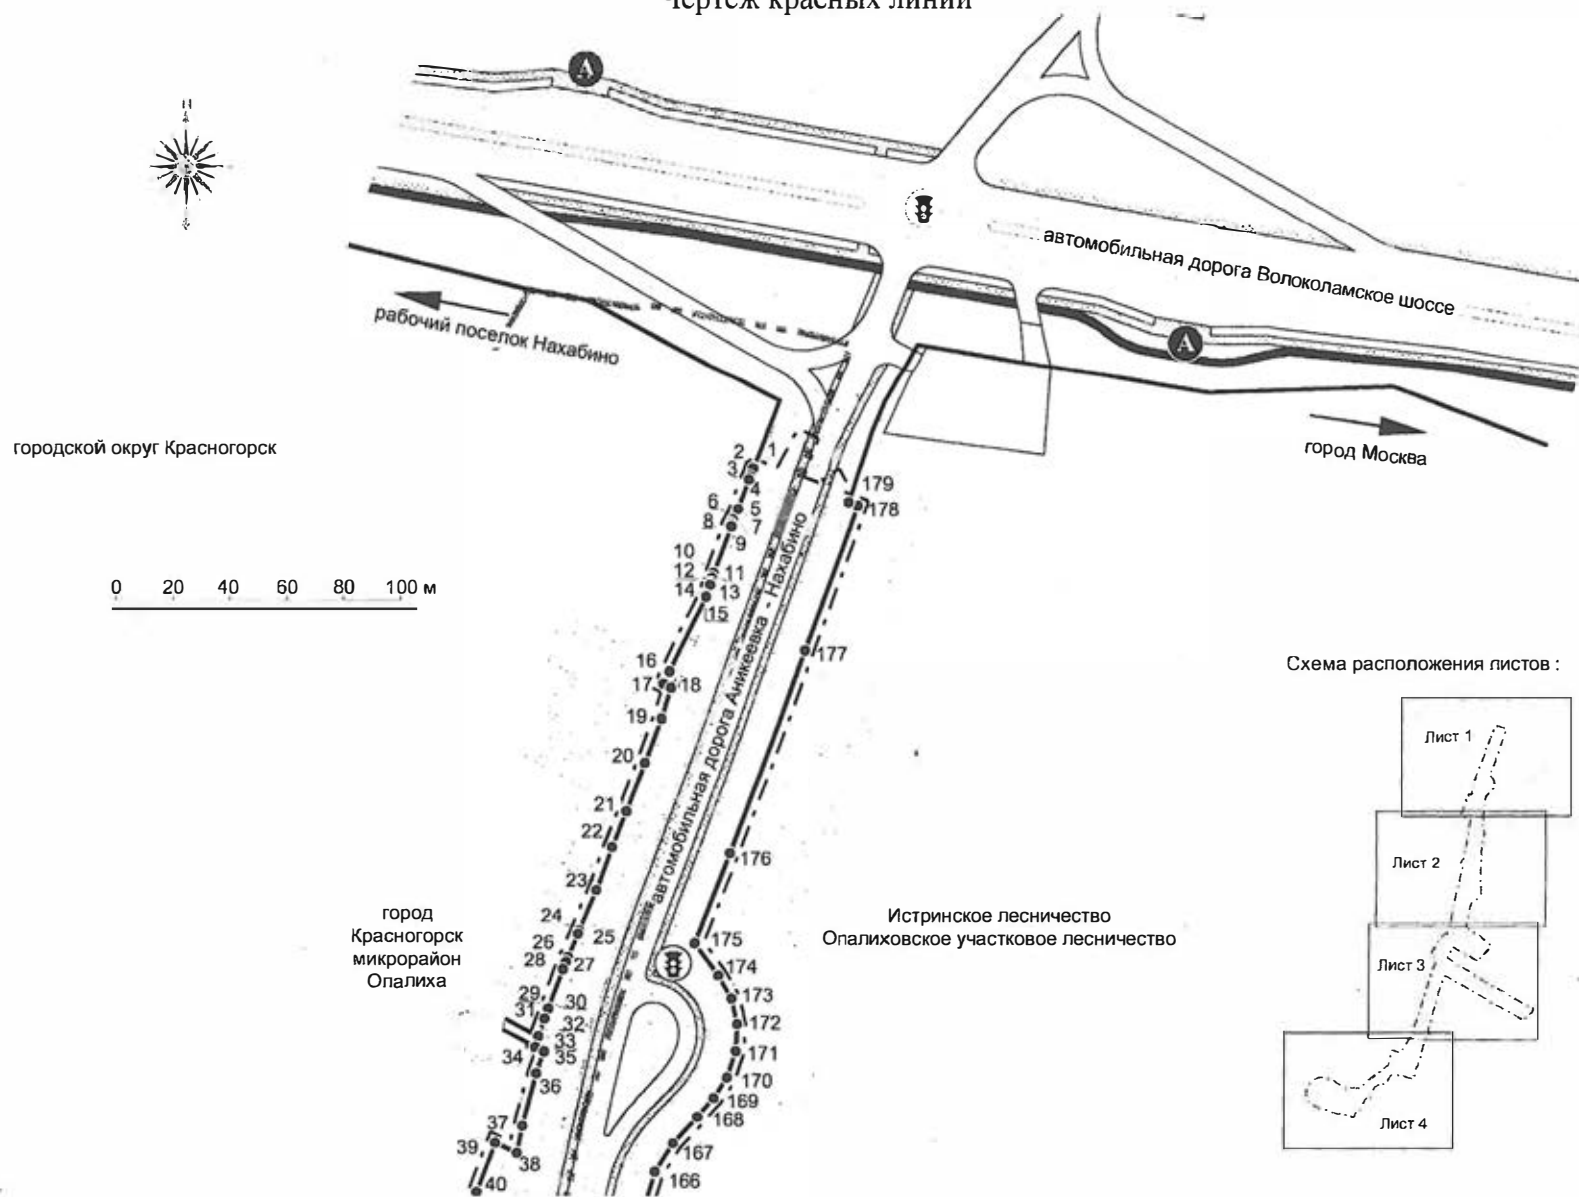 Чертеж красных линий
А
автомобильная дорога Волоколамское шоссе
рабочий поселок Нахабино
А
город Москва
городской округ Красногорск
1
2
3
4
5
6
7
8
9
10
11
12
13
14
15
179
178
0 20 40 60 80 100 м
автомобильная дорога Аникеевка - Нахабино
16
17
18
19
20
21
22
23
24
25
26
27
28
29
30
31
32
33
34
35
36
37
38
39
40
177
176
175
174
173
172
171
170
169
168
167
166
город
Красногорск
микрорайон
Опалиха
Истринское лесничество
Опалиховское участковое лесничество
Схема расположения листов :
Лист 1
Лист 2
Лист 3
Лист 4